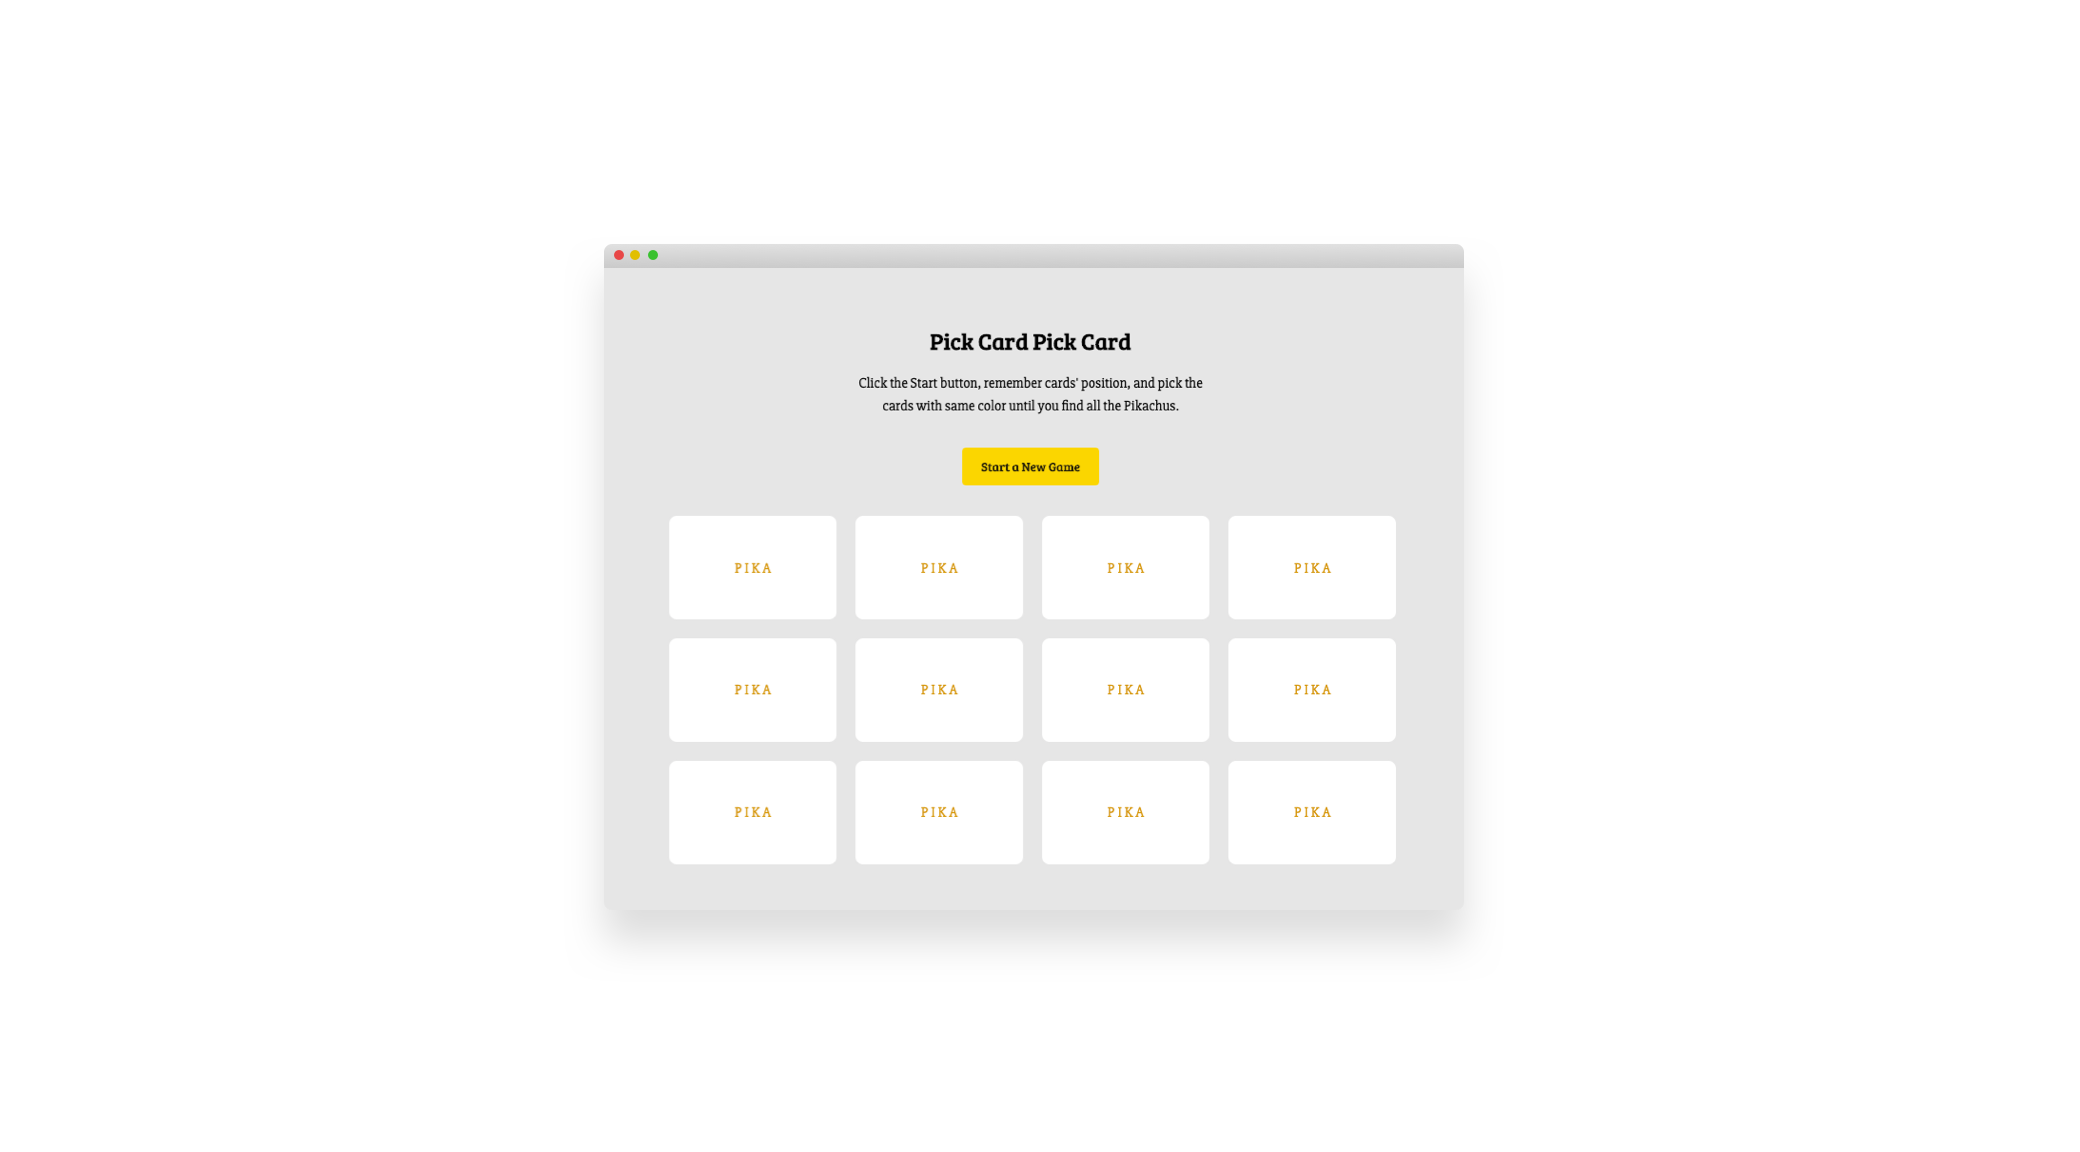 Pick Card Pick Card
Click the Start button, remember cards' position, and pick the
cards with same color until you find all the Pikachus.
Start a New Game
PIKA PIKA PIKA PIKA
PIKA PIKA PIKA PIKA
PIKA PIKA PIKA PIKA